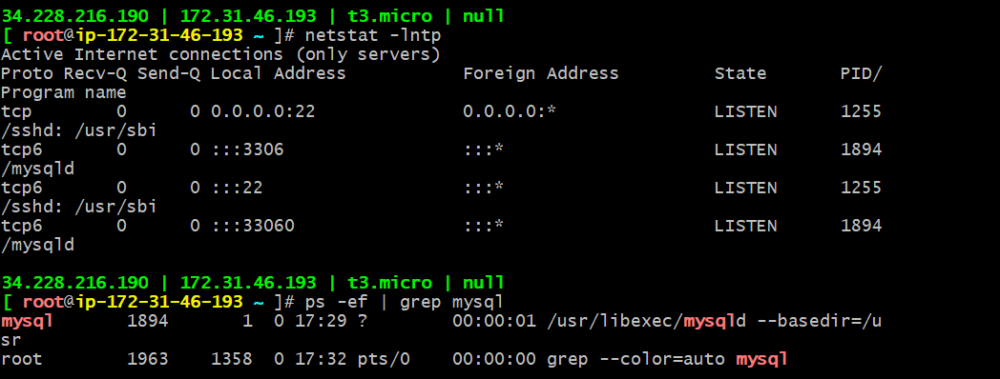 34.228.216.190 | 172.31.46.193 | t3.micro | null
[ root@ip-172-31-46-193 ~ ]# netstat -lntp
Active Internet connections (only servers)
Proto Recv-Q Send-Q Local Address           Foreign Address         State       PID/
Program name
tcp        0      0 0.0.0.0:22              0.0.0.0:*               LISTEN      1255
/sshd: /usr/sbi
tcp6       0      0 :::3306                 :::*                    LISTEN      1894
/mysqld
tcp6       0      0 :::22                   :::*                    LISTEN      1255
/sshd: /usr/sbi
tcp6       0      0 :::33060                :::*                    LISTEN      1894
/mysqld
34.228.216.190 | 172.31.46.193 | t3.micro | null
[ root@ip-172-31-46-193 ~ ]# ps -ef | grep mysql
mysql       1894       1  0 17:29 ?        00:00:01 /usr/libexec/mysqld --basedir=/u
sr
root        1963    1358  0 17:32 pts/0    00:00:00 grep --color=auto mysql